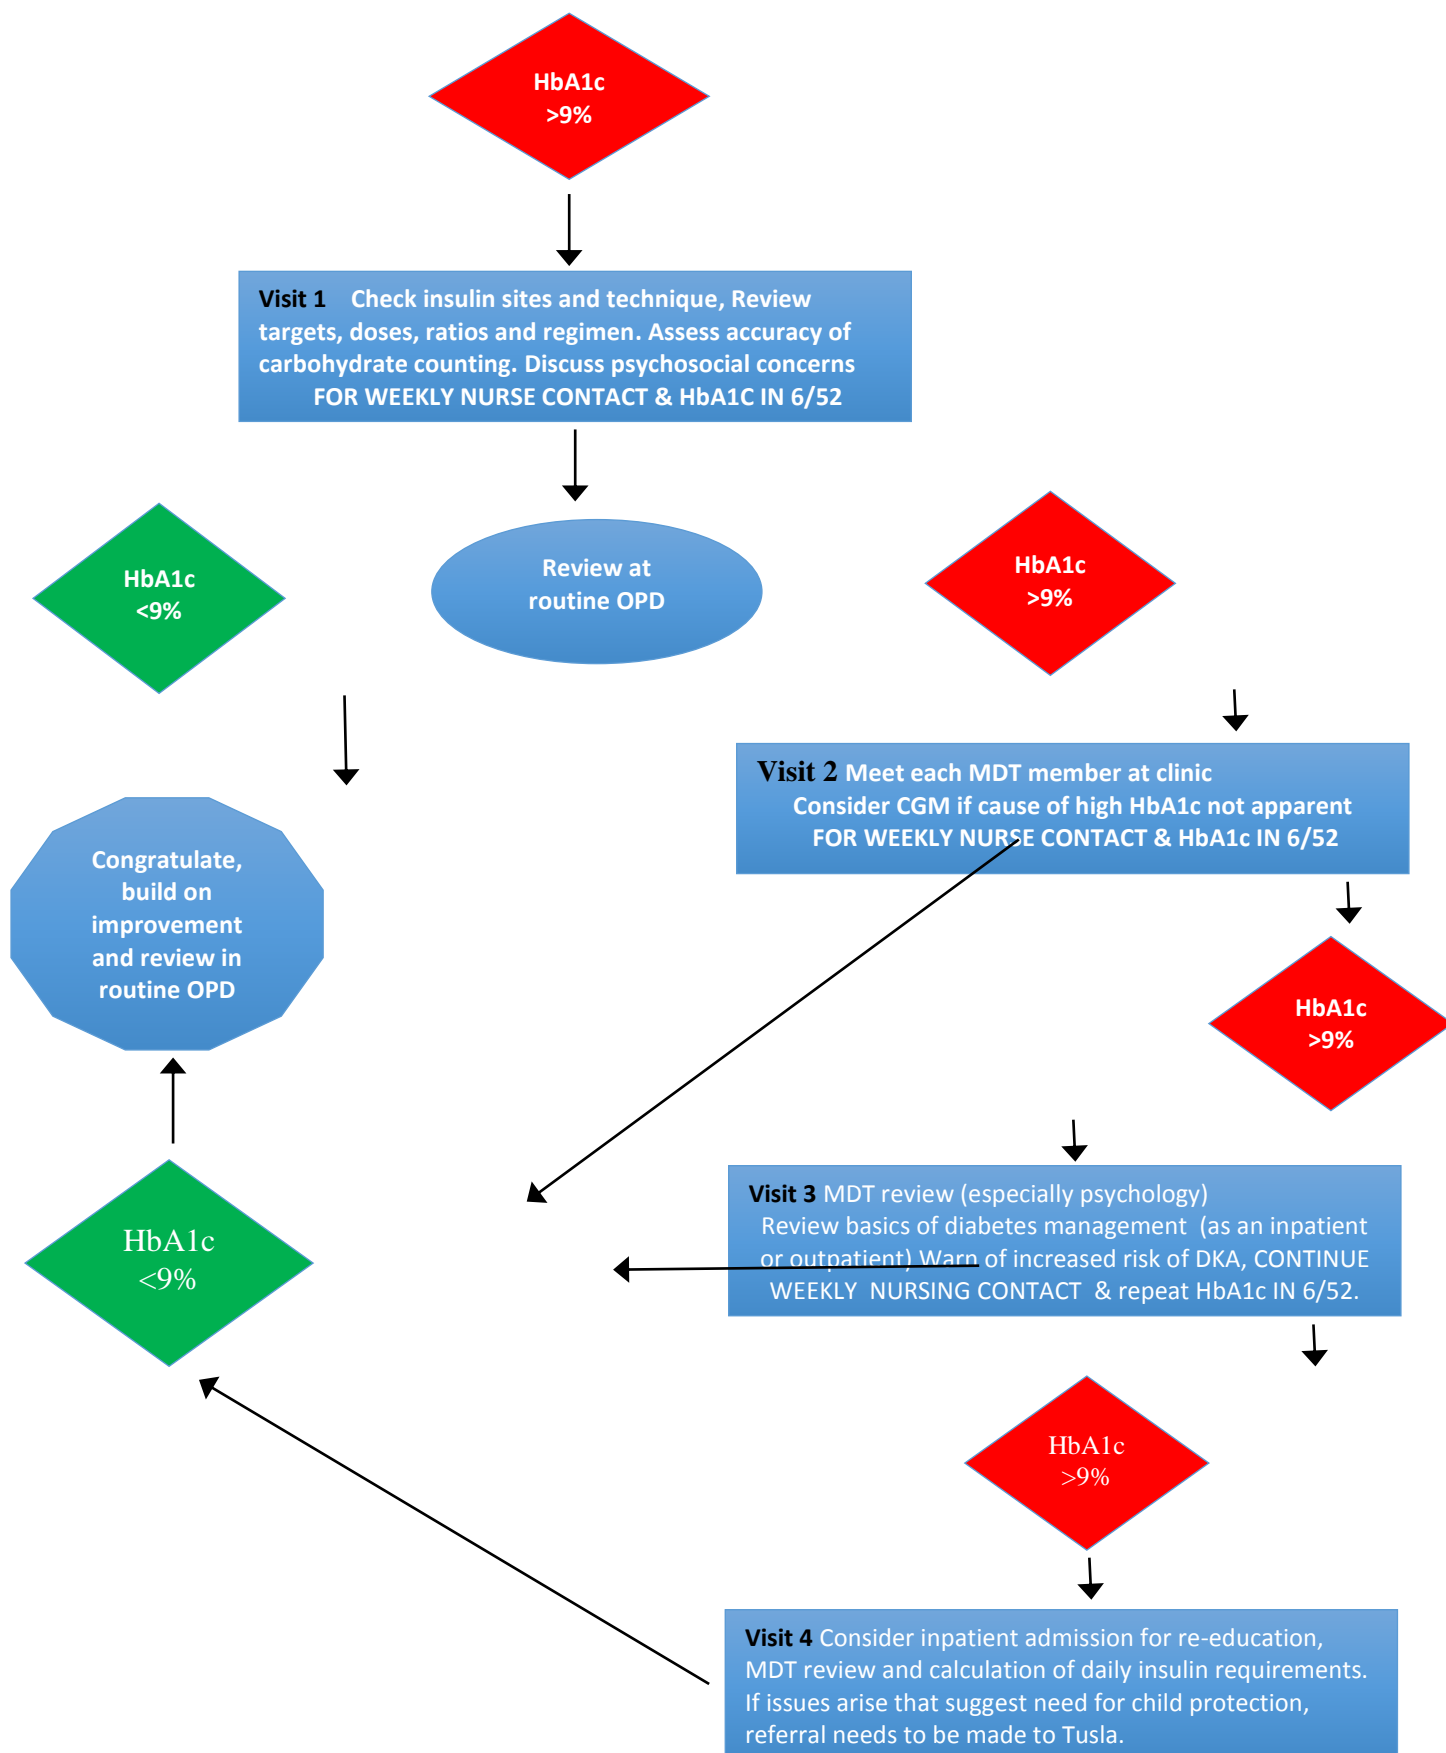 HbA1c
>9%
Visit 1 Check insulin sites and technique, Review
targets, doses, ratios and regimen. Assess accuracy of
carbohydrate counting. Discuss psychosocial concerns
FOR WEEKLY NURSE CONTACT & HbA1C IN 6/52
HbA1c
<9%
Review at
routine OPD
HbA1c
>9%
Visit 2 Meet each MDT member at clinic
Consider CGM if cause of high HbA1c not apparent
FOR WEEKLY NURSE CONTACT & HbA1c IN 6/52
Congratulate,
build on
improvement
and review in
routine OPD
HbA1c
>9%
HbA1c
<9%
Visit 3 MDT review (especially psychology)
Review basics of diabetes management (as an inpatient
or outpatient) Warn of increased risk of DKA, CONTINUE
WEEKLY NURSING CONTACT & repeat HbA1c IN 6/52.
HbA1c
>9%
Visit 4 Consider inpatient admission for re-education,
MDT review and calculation of daily insulin requirements.
If issues arise that suggest need for child protection,
referral needs to be made to Tusla.